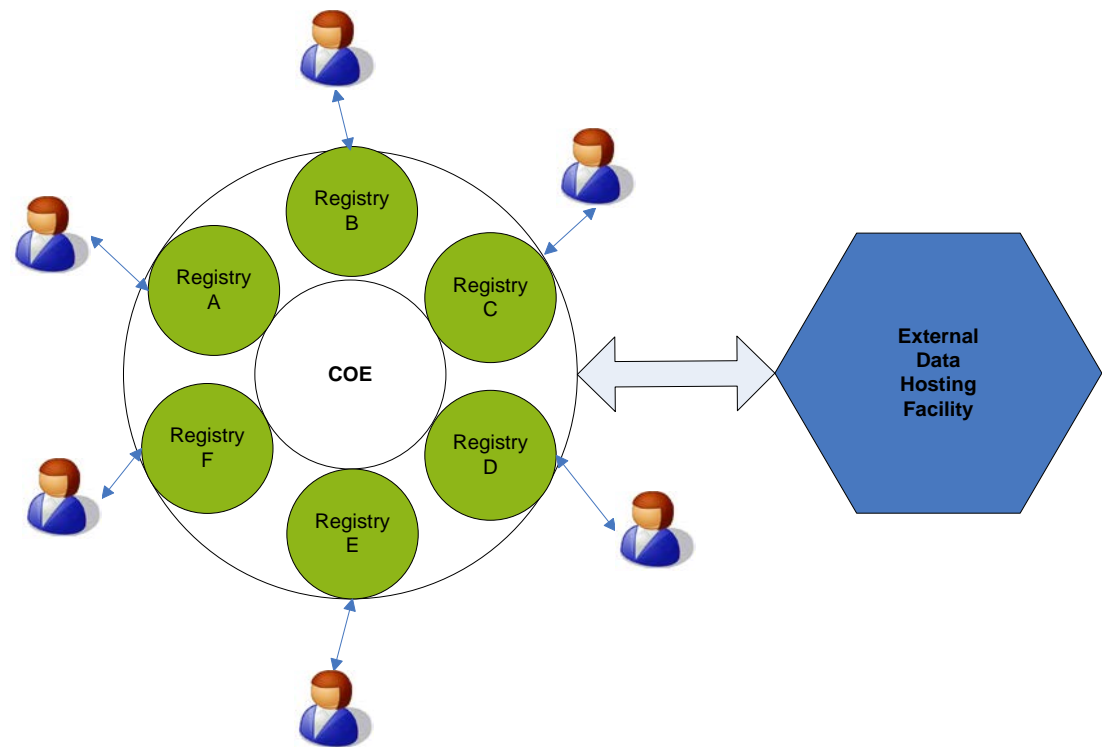 Registry
B
Registry
A
Registry
C
COE
External
Data
Hosting
Facility
Registry
F
Registry
D
Registry
E